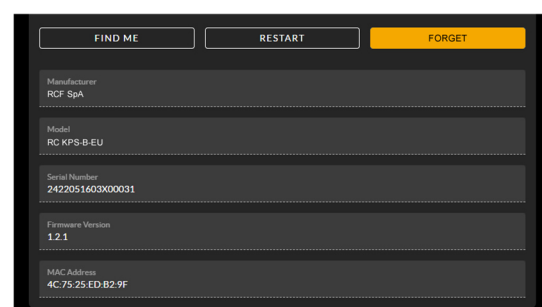 FIND ME
RESTART
FORGET
Manufacturer
RCF SpA
Model
RC KPS-B-EU
Serial Number
2422051603X00031
Firmware Version
1.2.1
MAC Address
4C:75:25:ED:B2:9F